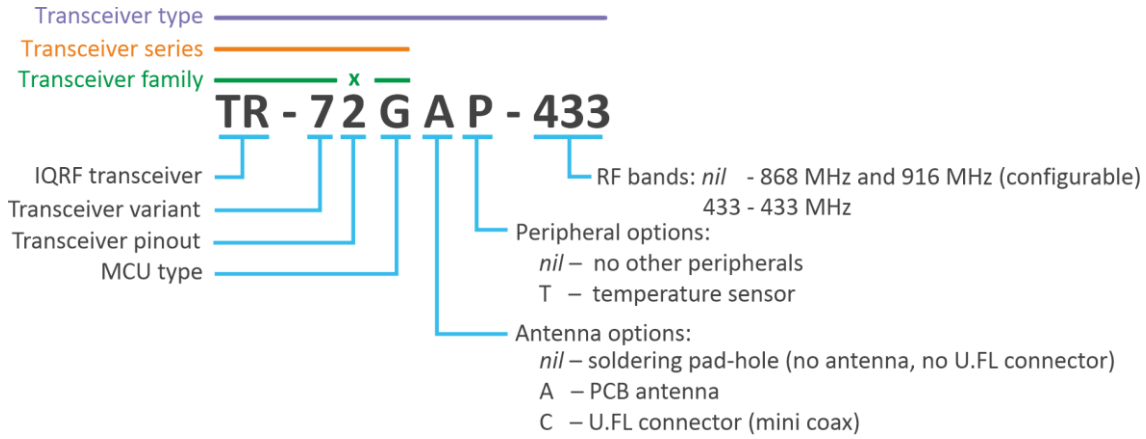 Transceiver type
Transceiver series
Transceiver family x
TR - 72GAP - 433
IQRF transceiver
Transceiver variant
Transceiver pinout
MCU type
RF bands: nil - 868 MHz and 916 MHz (configurable)
433 - 433 MHz
Peripheral options:
nil – no other peripherals
T – temperature sensor
Antenna options:
nil – soldering pad-hole (no antenna, no U.FL connector)
A – PCB antenna
C – U.FL connector (mini coax)